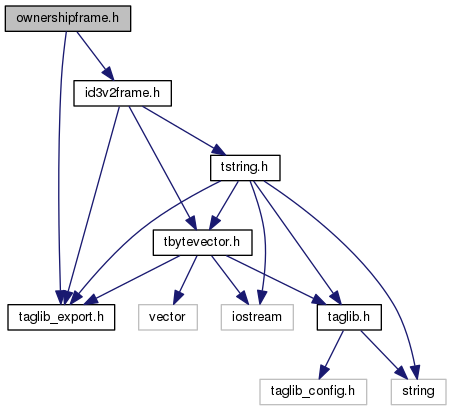 ownershipframe.h
id3v2frame.h
tstring.h
tbytevector.h
taglib_export.h
vector
iostream
taglib.h
taglib_config.h
string